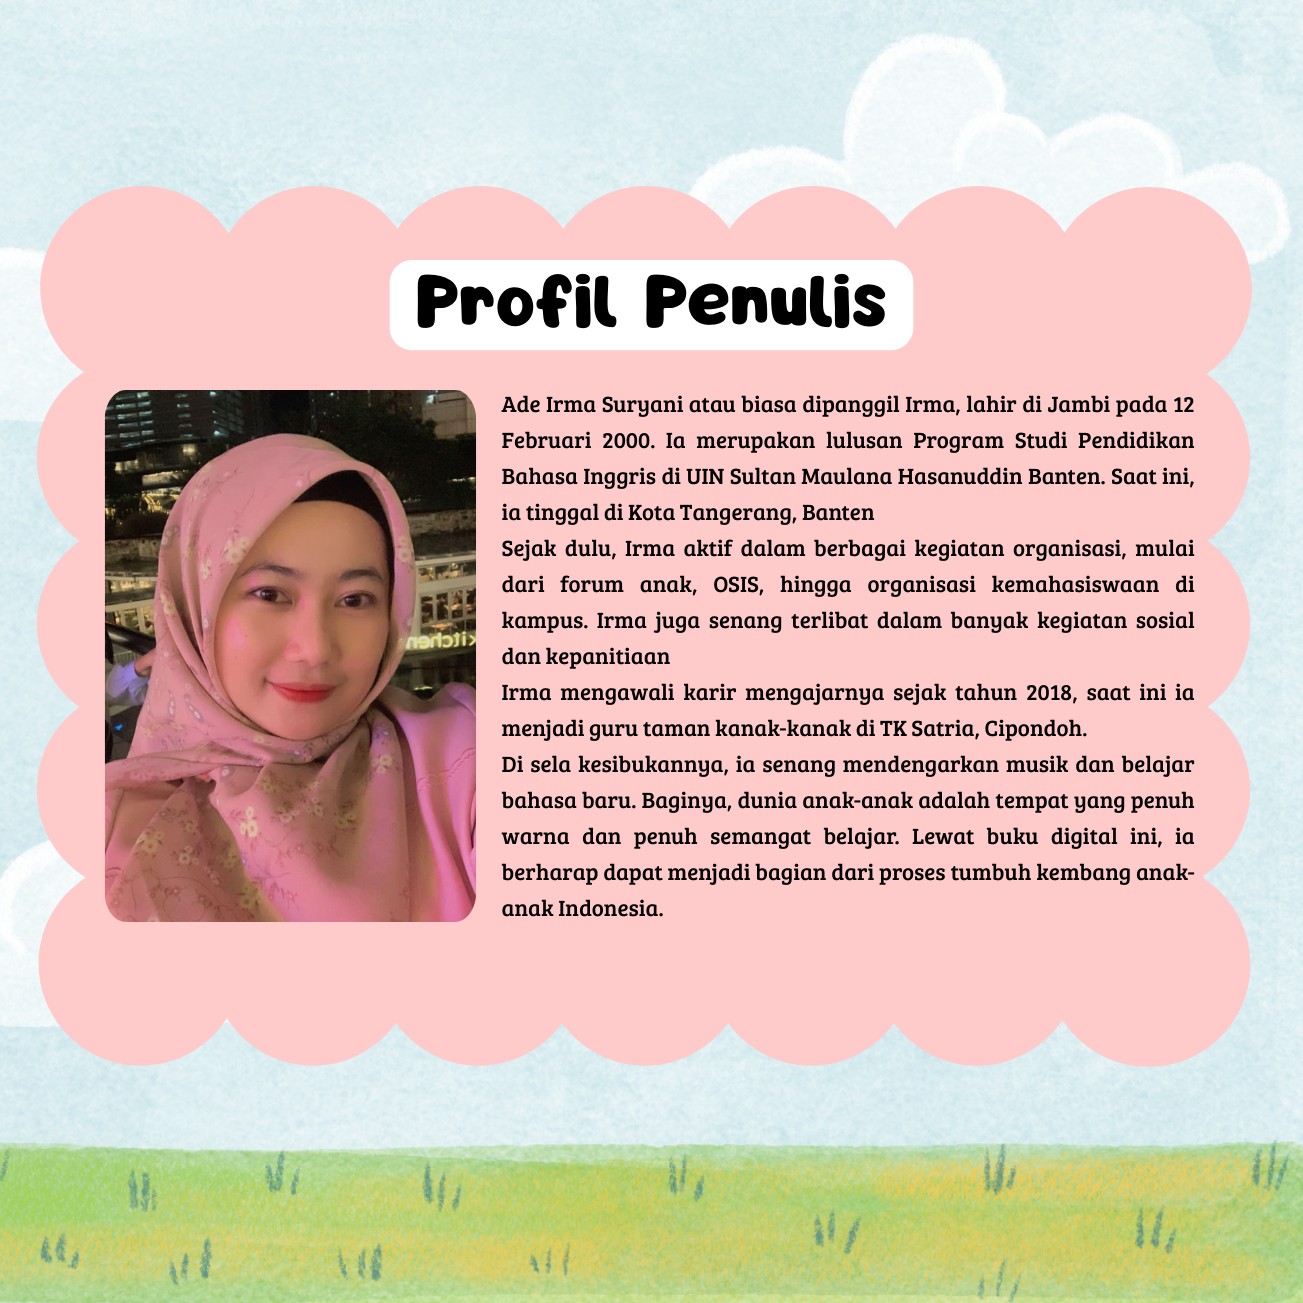 Profil Penulis
Ade Irma Suryani atau biasa dipanggil Irma, lahir di Jambi pada 12
Februari 2000. Ia merupakan lulusan Program Studi Pendidikan
Bahasa Inggris di UIN Sultan Maulana Hasanuddin Banten. Saat ini,
ia tinggal di Kota Tangerang, Banten
Sejak dulu, Irma aktif dalam berbagai kegiatan organisasi, mulai
dari forum anak, OSIS, hingga organisasi kemahasiswaan di
kampus. Irma juga senang terlibat dalam banyak kegiatan sosial
dan kepanitiaan
Irma mengawali karir mengajarnya sejak tahun 2018, saat ini ia
menjadi guru taman kanak-kanak di TK Satria, Cipondoh.
Di sela kesibukannya, ia senang mendengarkan musik dan belajar
bahasa baru. Baginya, dunia anak-anak adalah tempat yang penuh
warna dan penuh semangat belajar. Lewat buku digital ini, ia
berharap dapat menjadi bagian dari proses tumbuh kembang anak-
anak Indonesia.
kitchen